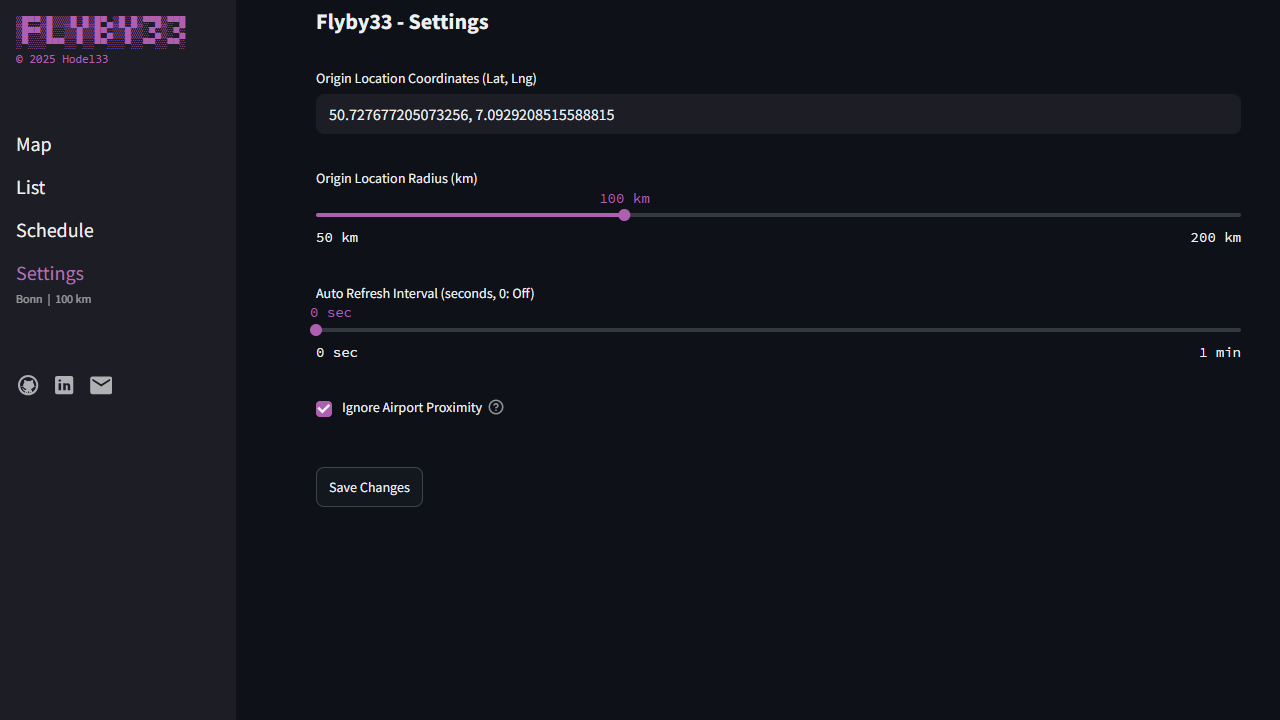 FLYBY33
© 2025 Hodel33
Map
List
Schedule
Settings
Bonn | 100 km
Flyby33 - Settings
Origin Location Coordinates (Lat, Lng)
50.727677205073256, 7.0929208515588815
Origin Location Radius (km)
100 km
50 km 200 km
Auto Refresh Interval (seconds, 0: Off)
0 sec
0 sec 1 min
Ignore Airport Proximity
Save Changes